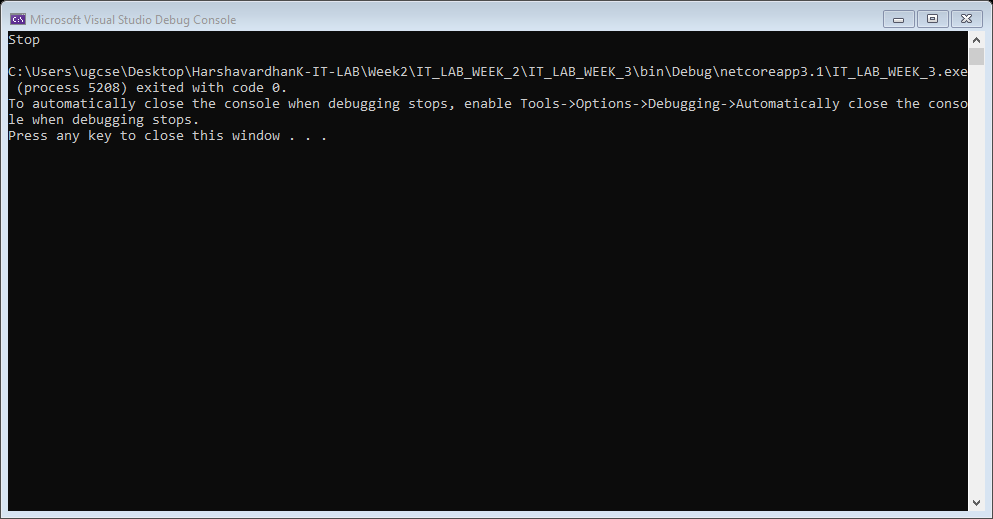 Microsoft Visual Studio Debug Console
Stop
C:\Users\ugcse\Desktop\HarshavardhanK-IT-LAB\Week2\IT_LAB_WEEK_2\IT_LAB_WEEK_3\bin\Debug\netcoreapp3.1\IT_LAB_WEEK_3.exe
(process 5208) exited with code 0.
To automatically close the console when debugging stops, enable Tools->Options->Debugging->Automatically close the conso
le when debugging stops.
Press any key to close this window . . .